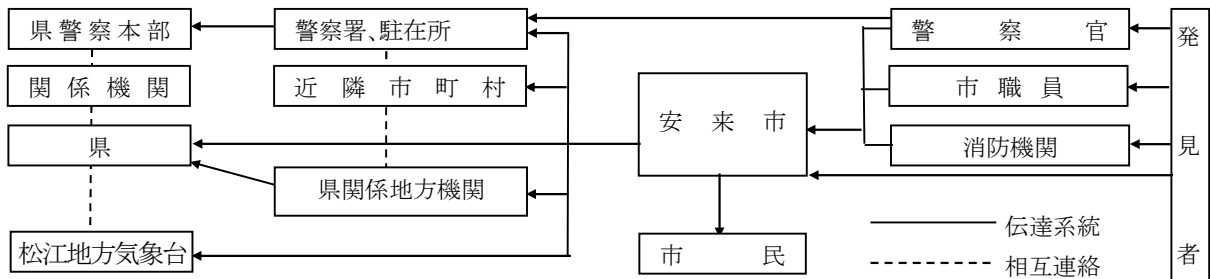 県警察本部
警察署、駐在所
警察官
発見者
関係機関
近隣市町村
安来市
市職員
県
消防機関
県関係地方機関
伝達系統
松江地方気象台
市民
相互連絡